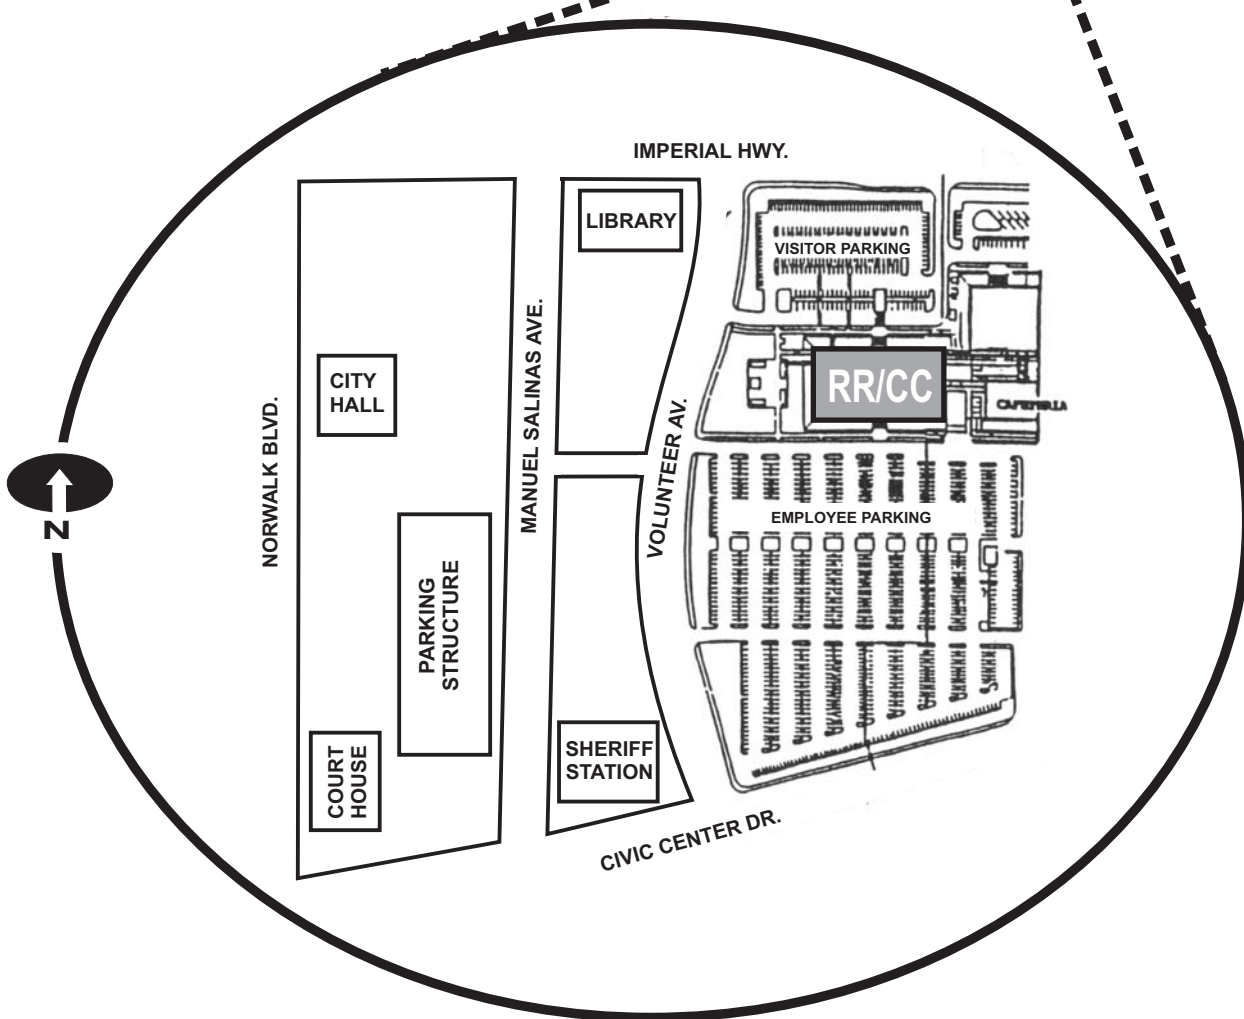 IMPERIAL HWY.
LIBRARY
VISITOR PARKING
MANUEL SALINAS AVE.
CITY
HALL
RR/CC
CAFETERIA
NORWALK BLVD.
VOLUNTEER AV.
N
EMPLOYEE PARKING
PARKING
STRUCTURE
SHERIFF
STATION
COURT
HOUSE
CIVIC CENTER DR.